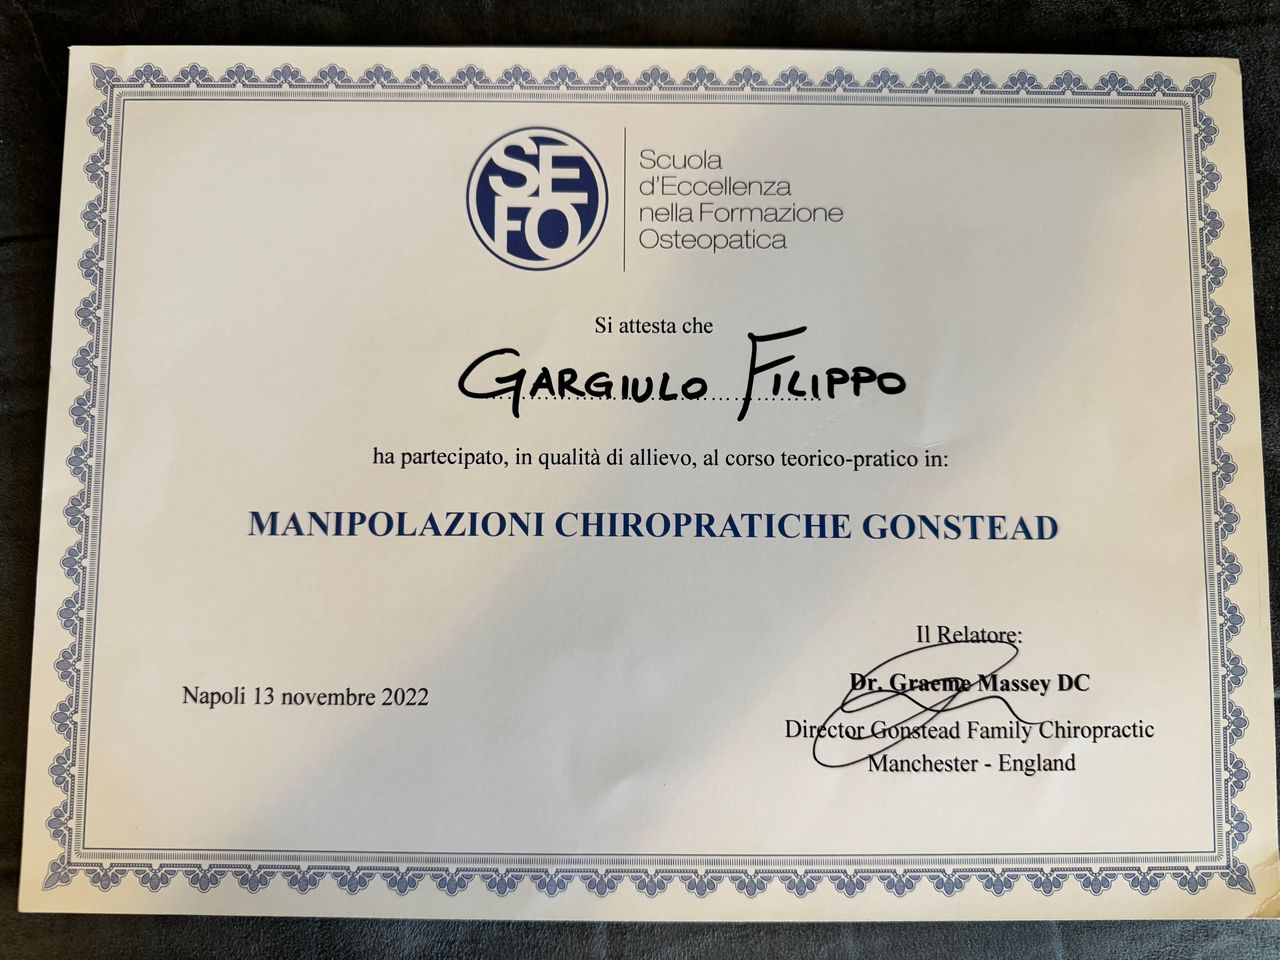 SE
FO
Scuola
d'Eccellenza
nella Formazione
Osteopatica
Si attesta che
GARGIULO FILIPPO
ha partecipato, in qualità di allievo, al corso teorico-pratico in:
MANIPOLAZIONI CHIROPRATICHE GONSTEAD
Napoli 13 novembre 2022
Il Relatore:
Dr. Graeme Massey DC
Director Gonstead Family Chiropractic
Manchester - England